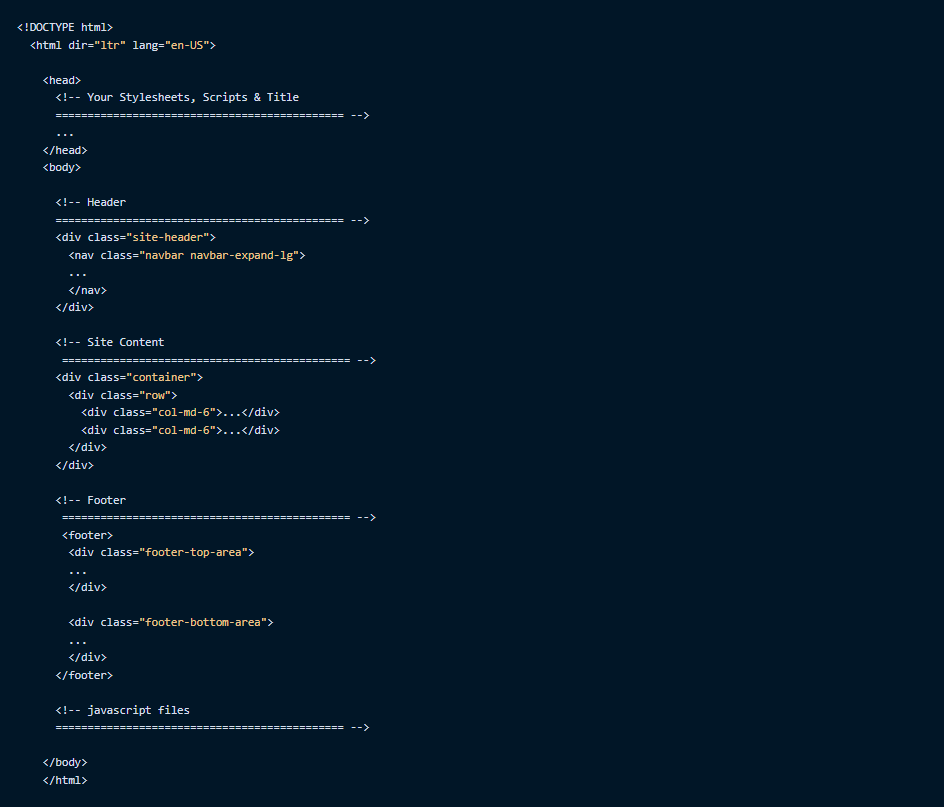 <!DOCTYPE html>
<html dir="ltr" lang="en-US">
<head>
<!-- Your Stylesheets, Scripts & Title
============================================= -->
...
</head>
<body>
<!-- Header
============================================= -->
<div class="site-header">
<nav class="navbar navbar-expand-lg">
...
</nav>
</div>
<!-- Site Content
============================================= -->
<div class="container">
<div class="row">
<div class="col-md-6">...</div>
<div class="col-md-6">...</div>
</div>
</div>
<!-- Footer
============================================= -->
<footer>
<div class="footer-top-area">
...
</div>
<div class="footer-bottom-area">
...
</div>
</footer>
<!-- javascript files
============================================= -->
</body>
</html>